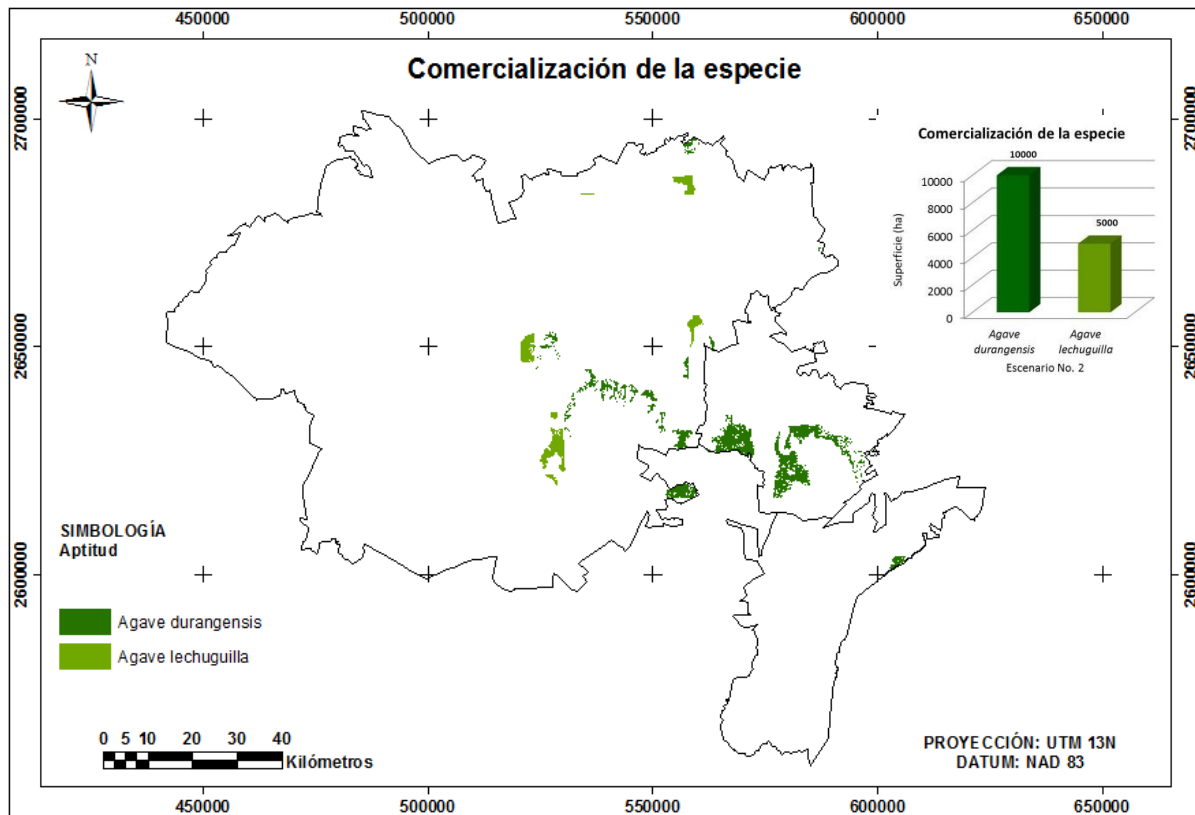 450000 500000 550000 600000 650000
N
Comercialización de la especie
2700000
2700000
Comercialización de la especie
10000
10000
8000
5000
6000
4000
2000
0
Superficie (ha)
Agave durangensis
Agave lechuguilla
Escenario No. 2
2650000
2650000
SIMBOLOGÍA
Aptitud
2600000
2600000
Agave durangensis
Agave lechuguilla
0 5 10 20 30 40
Kilómetros
PROYECCIÓN: UTM 13N
DATUM: NAD 83
450000 500000 550000 600000 650000